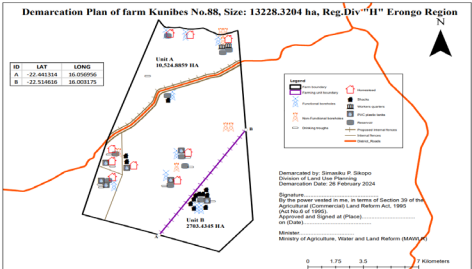 Demarcation Plan of farm Kunibes No.88, Size: 13228.3204 ha, Reg.Div"H" Erongo Region
ID LAT LONG
A -22.441314 16.056956
B -22.514616 16.003175
Unit A
10,524.8859 HA
N
Legend
Farm boundary
Farming unit boundary
Functional boreholes
Non Functional boreholes
Drinking troughs
Homestead
Shacks
Workers quarters
PVC plastic tanks
Reservoir
Proposed internal fences
Internal fences
District_Roads
B
Unit B
2703.4345 HA
A
Demarcated by: Simasiku P. Sikopo
Division of Land Use Planning
Demarcation Date: 26 February 2024
Signature
By the power vested in me, in terms of Section 39 of the
Agricultural (Commercial) Land Reform Act, 1995
(Act No.6 of 1995).
Approved and Signed at (Place)
on (Date)
Minister
Ministry of Agriculture, Water and Land Reform (MAWLR)
0 1.75 3.5 7 Kilometers